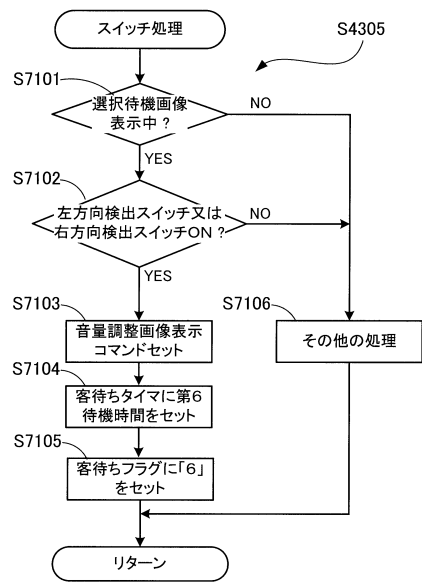 スイッチ処理
S4305
S7101
選択待機画像
表示中？
NO
YES
S7102
左方向検出スイッチ又は
右方向検出スイッチON？
NO
YES
S7103
音量調整画像表示
コマンドセット
S7106
その他の処理
S7104
客待ちタイマに第6
待機時間をセット
S7105
客待ちフラグに「6」
をセット
リターン